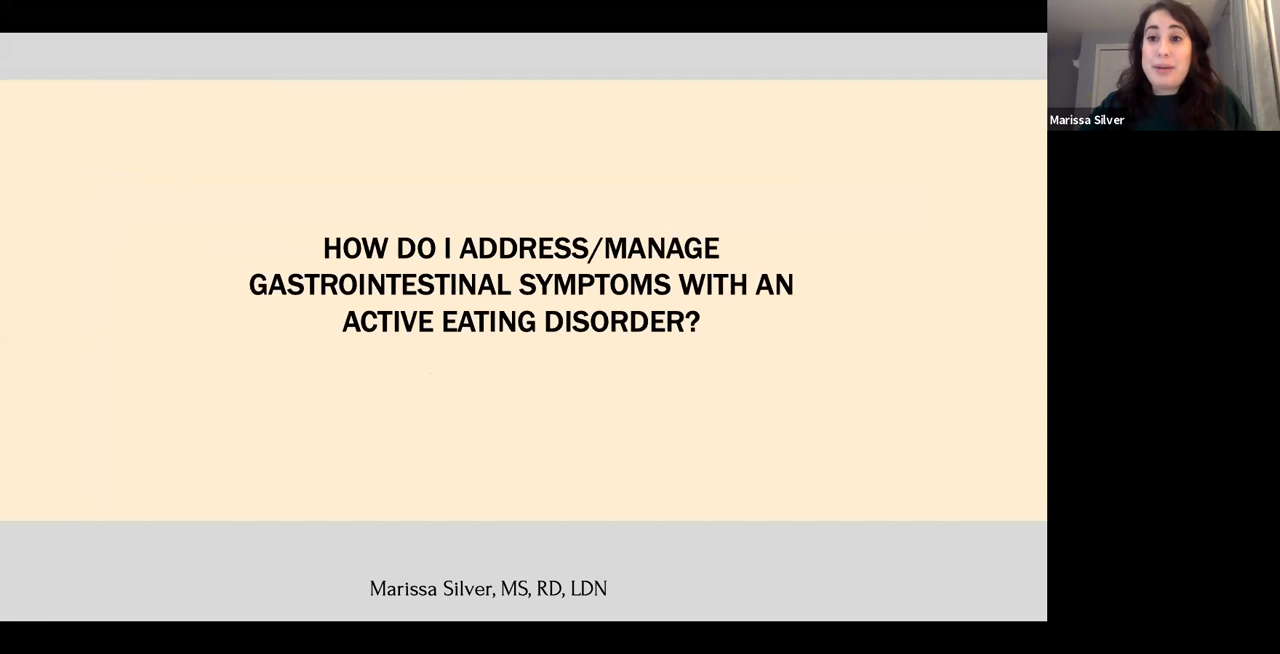 HOW DO I ADDRESS/MANAGE
GASTROINTESTINAL SYMPTOMS WITH AN
ACTIVE EATING DISORDER?
Marissa Silver, MS, RD, LDN
Marissa Silver